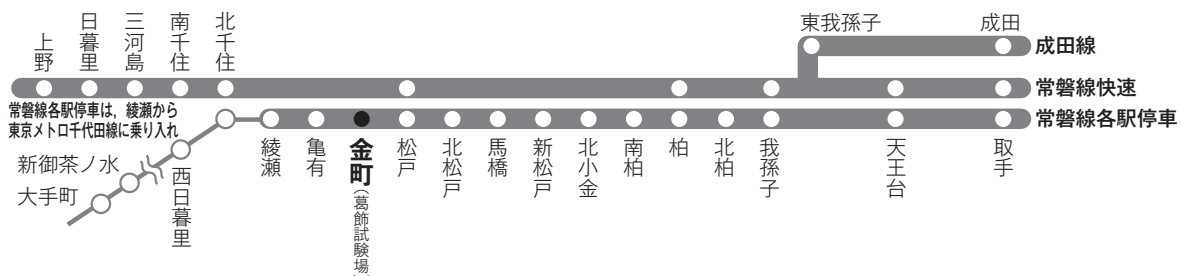 上野
日暮里
三河島
南千住
北千住
東我孫子
成田
成田線
常磐線快速
常磐線各駅停車
常磐線各駅停車は，綾瀬から
東京メトロ千代田線に乗り入れ
新御茶ノ水
大手町
西日暮里
綾瀬
亀有
金町
（葛飾試験場）
松戸
北松戸
馬橋
新松戸
北小金
南柏
柏
北柏
我孫子
天王台
取手